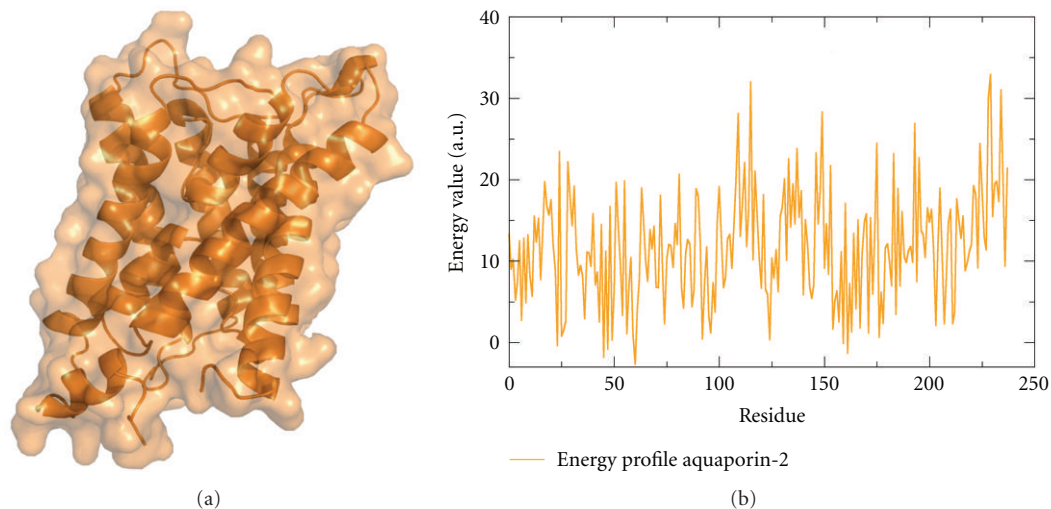 40
30
20
10
0
Energy value (a.u.)
0 50 100 150 200 250
Residue
Energy profile aquaporin-2
(a) (b)